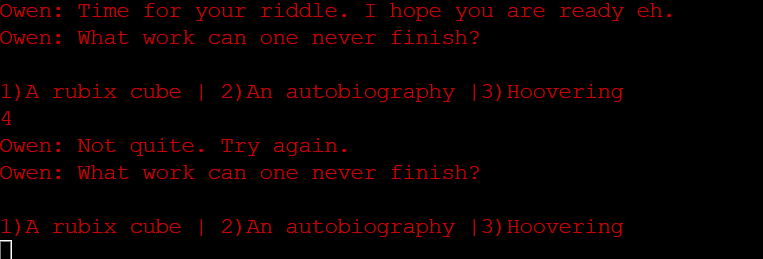 Owen: Time for your riddle. I hope you are ready eh.
Owen: What work can one never finish?
1)A rubix cube | 2)An autobiography |3)Hoovering
4
Owen: Not quite. Try again.
Owen: What work can one never finish?
1)A rubix cube | 2)An autobiography |3)Hoovering